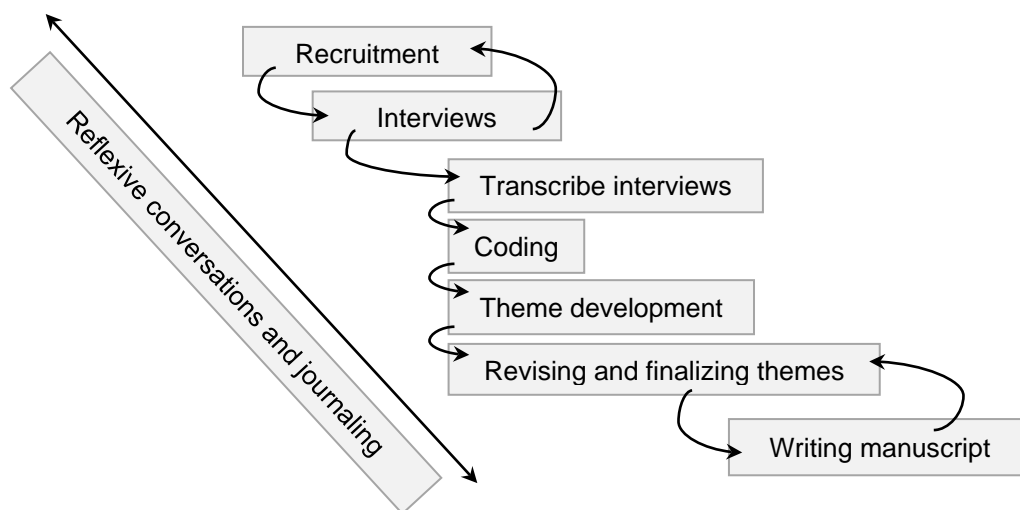 Recruitment
Interviews
Transcribe interviews
Coding
Theme development
Revising and finalizing themes
Writing manuscript
Reflexive conversations and journaling